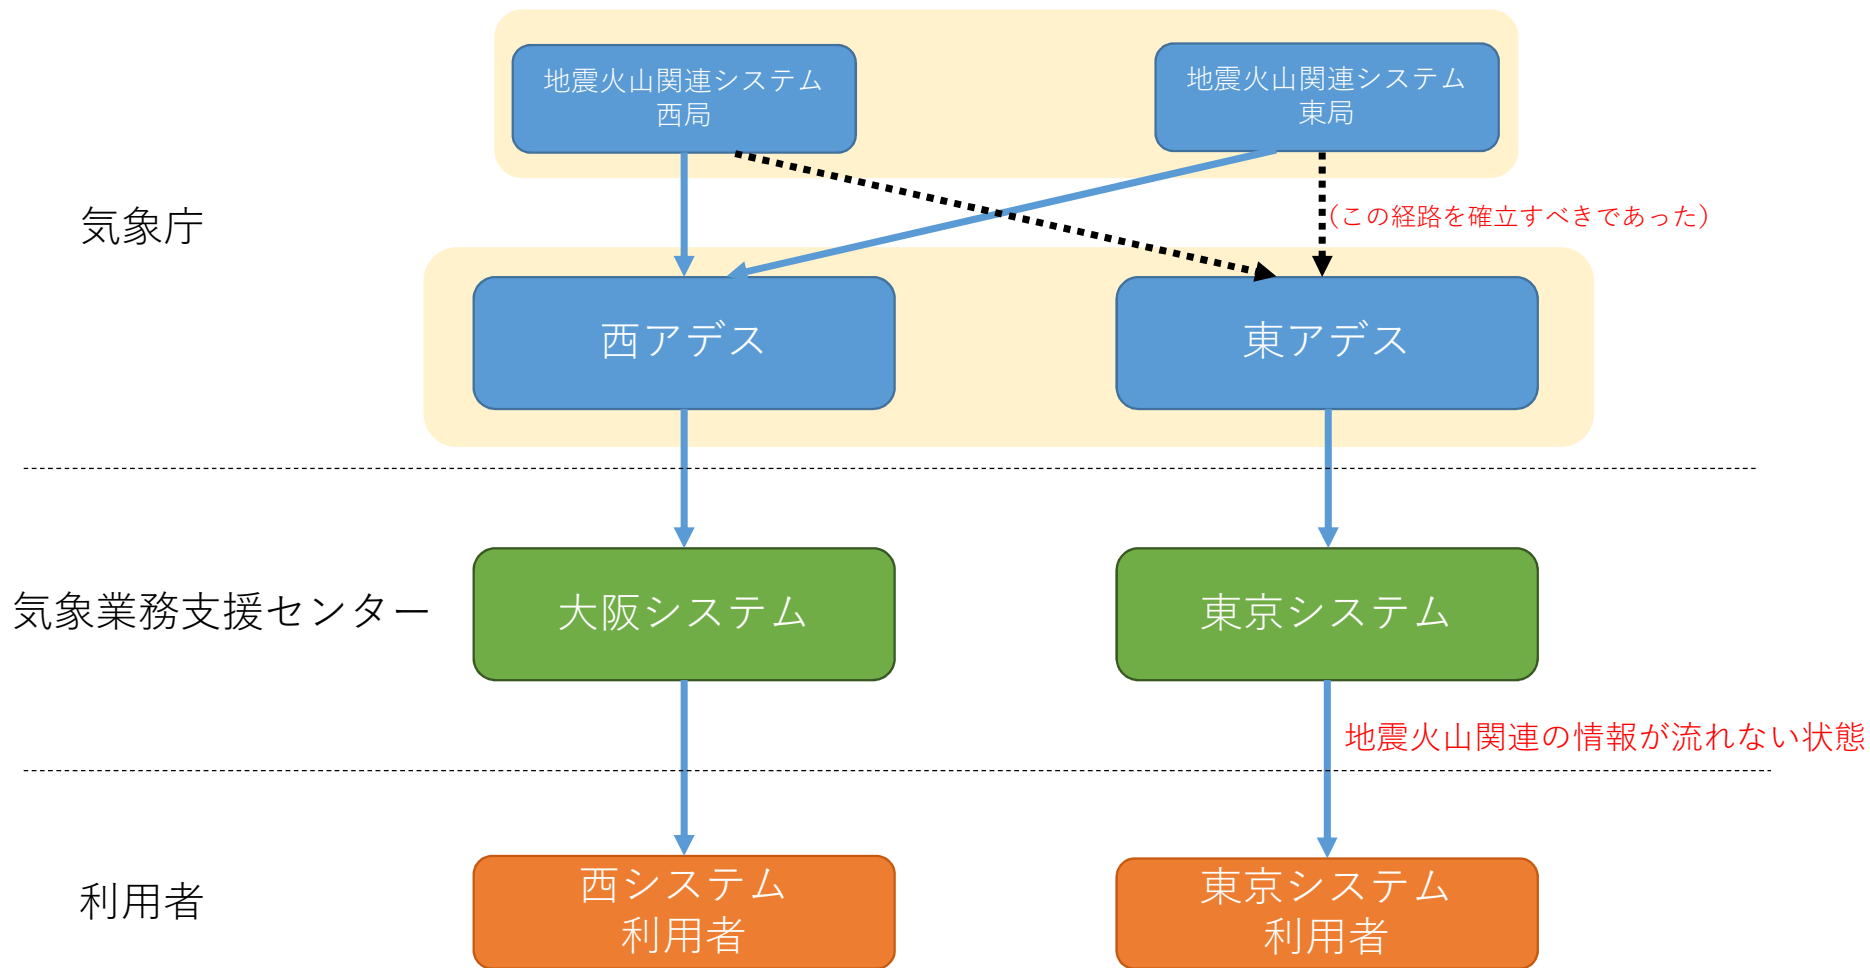 地震火山関連システム
西局
地震火山関連システム
東局
気象庁
（この経路を確立すべきであった）
西アデス
東アデス
気象業務支援センター
大阪システム
東京システム
地震火山関連の情報が流れない状態
利用者
西システム
利用者
東京システム
利用者